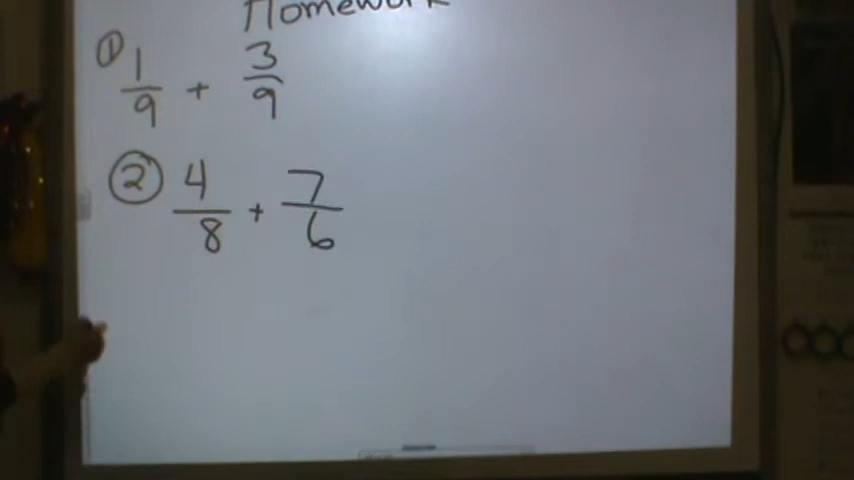 Homework
① 1/9 + 3/9
② 4/8 + 7/6